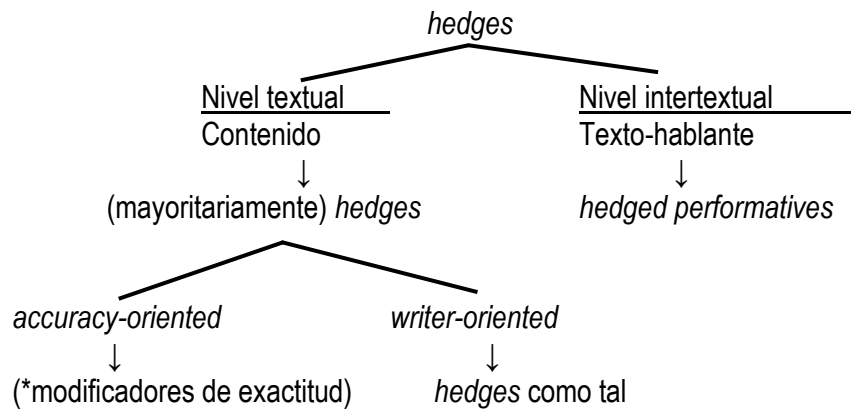 hedges
Nivel textual Nivel intertextual
Contenido Texto-hablante
↓ ↓
(mayoritariamente) hedges hedged performatives
accuracy-oriented writer-oriented
↓ ↓
(*modificadores de exactitud) hedges como tal